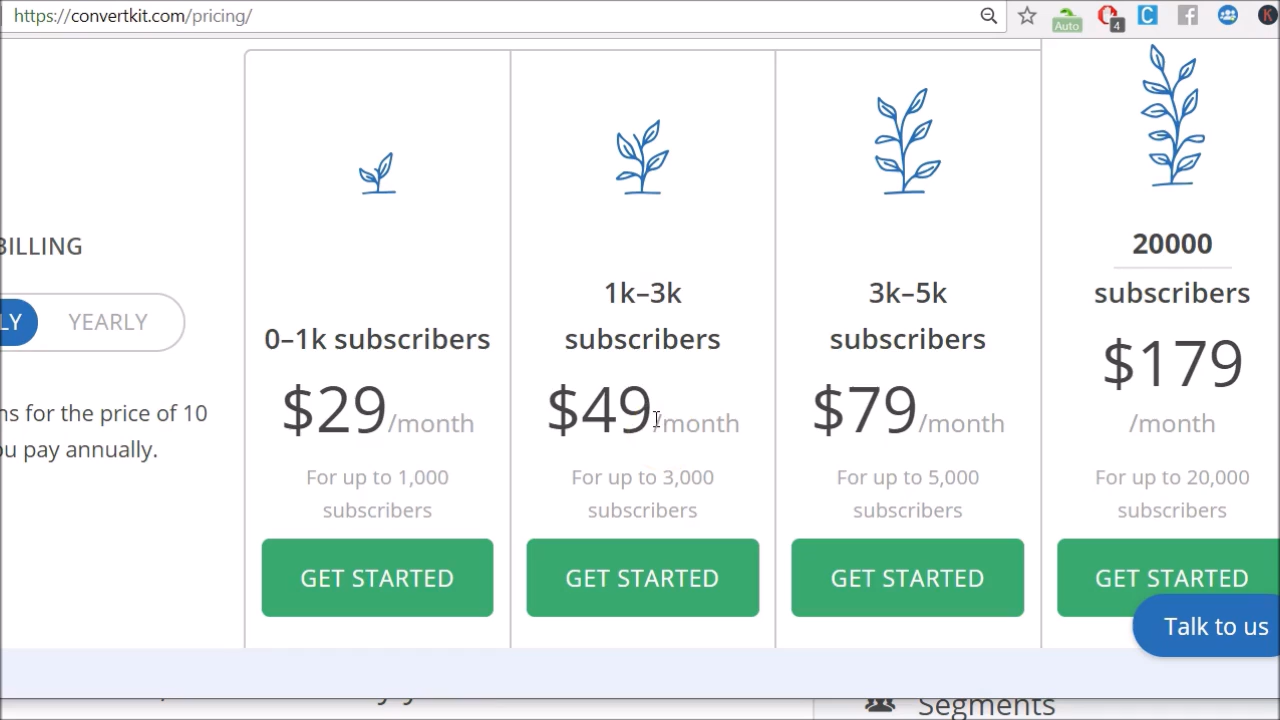 https://convertkit.com/pricing/
Auto
4
C
K
BILLING
LY YEARLY
ns for the price of 10
ou pay annually.
0–1k subscribers
$29/month
For up to 1,000
subscribers
GET STARTED
1k–3k
subscribers
$49/month
For up to 3,000
subscribers
GET STARTED
3k–5k
subscribers
$79/month
For up to 5,000
subscribers
GET STARTED
20000
subscribers
$179
/month
For up to 20,000
subscribers
GET STARTED
Talk to us
Segments